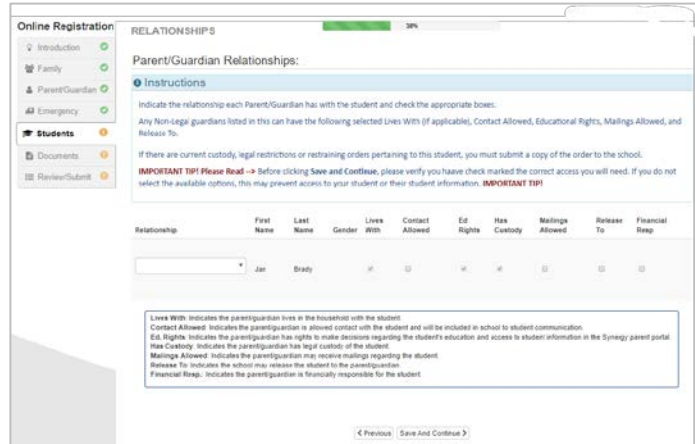 Online Registration
Introduction
Family
Parent/Guardian
Emergency
Students
Documents
Review/Submit
RELATIONSHIPS
38%
Parent/Guardian Relationships:
Instructions
Indicate the relationship each Parent/Guardian has with the student and check the appropriate boxes.
Any Non-Legal guardians listed in this can have the following selected Lives With (if applicable), Contact Allowed, Educational Rights, Mailings Allowed, and
Release To.
If there are current custody, legal restrictions or restraining orders pertaining to this student, you must submit a copy of the order to the school.
IMPORTANT TIP! Please Read --> Before clicking Save and Continue, please verify you haave check marked the correct access you will need. If you do not
select the available options, this may prevent access to your student or their student information. IMPORTANT TIP!
Relationship First Name Last Name Gender Lives With Contact Allowed Ed Rights Has Custody Mailings Allowed Release To Financial Resp
Jan Brady
Lives With: Indicates the parent/guardian lives in the household with the student.
Contact Allowed: Indicates the parent/guardian is allowed contact with the student and will be included in school to student communication.
Ed. Rights: Indicates the parent/guardian has rights to make decisions regarding the student's education and access to student information in the Synergy parent portal.
Has Custody: Indicates the parent/guardian has legal custody of the student.
Mailings Allowed: Indicates the parent/guardian may receive mailings regarding the student.
Release To: Indicates the school may release the student to the parent/guardian.
Financial Resp.: Indicates the parent/guardian is financially responsible for the student.
< Previous Save And Continue >